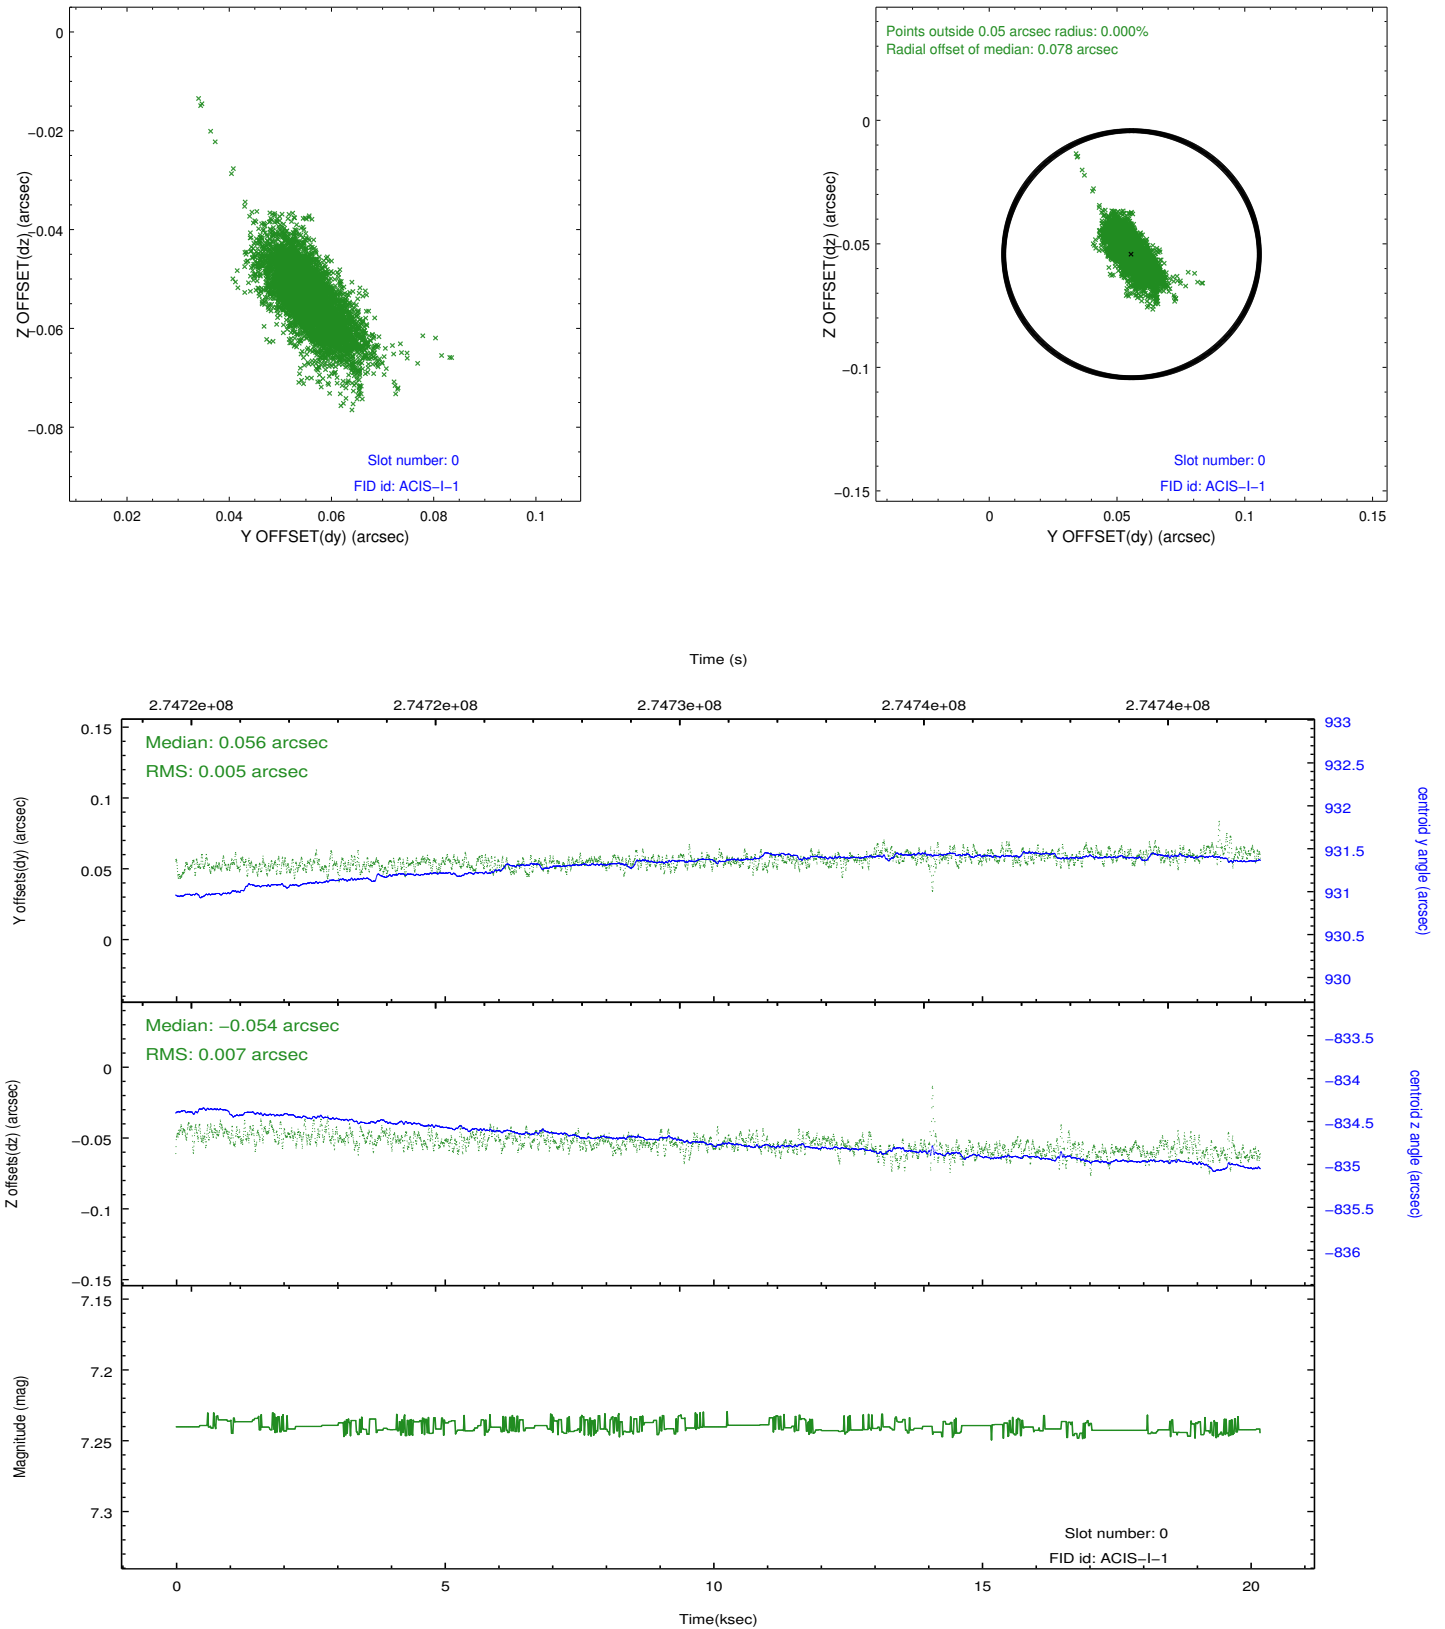 0
−0.02
−0.04
−0.06
−0.08
Z OFFSET(dz) (arcsec)
Slot number: 0
FID id: ACIS−I−1
0.02 0.04 0.06 0.08 0.1
Y OFFSET(dy) (arcsec)
Points outside 0.05 arcsec radius: 0.000%
Radial offset of median: 0.078 arcsec
0
−0.05
−0.1
−0.15
Z OFFSET(dz) (arcsec)
Slot number: 0
FID id: ACIS−I−1
0 0.05 0.1 0.15
Y OFFSET(dy) (arcsec)
Time (s)
2.7472e+08 2.7472e+08 2.7473e+08 2.7474e+08 2.7474e+08
Median: 0.056 arcsec
RMS: 0.005 arcsec
0.15
0.1
0.05
0
Y offsets(dy) (arcsec)
933
932.5
932
931.5
931
930.5
930
centroid y angle (arcsec)
Median: −0.054 arcsec
RMS: 0.007 arcsec
0
−0.05
−0.1
−0.15
Z offsets(dz) (arcsec)
−833.5
−834
−834.5
−835
−835.5
−836
centroid z angle (arcsec)
7.15
7.2
7.25
7.3
Magnitude (mag)
Slot number: 0
FID id: ACIS−I−1
0 5 10 15 20
Time(ksec)